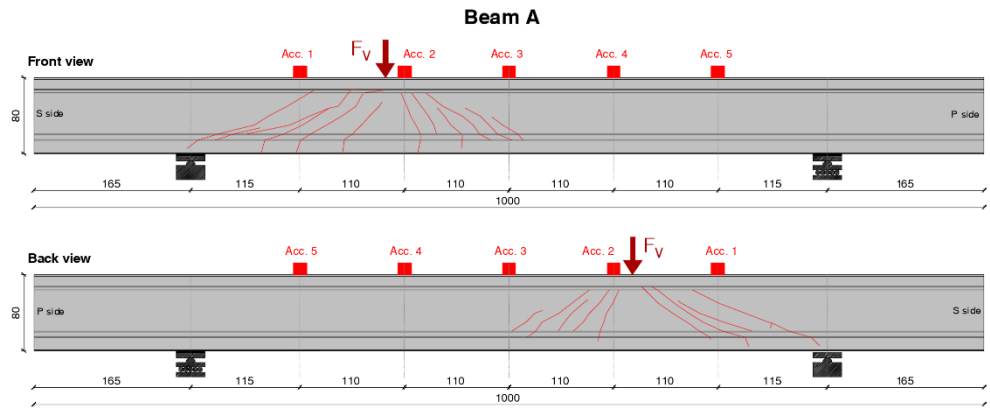 Beam A
Front view
Acc. 1
Fv
Acc. 2
Acc. 3
Acc. 4
Acc. 5
80
S side
P side
165
115
110
110
110
110
115
165
1000
Back view
Acc. 5
Acc. 4
Acc. 3
Acc. 2
Fv
Acc. 1
80
P side
S side
165
115
110
110
110
110
115
165
1000